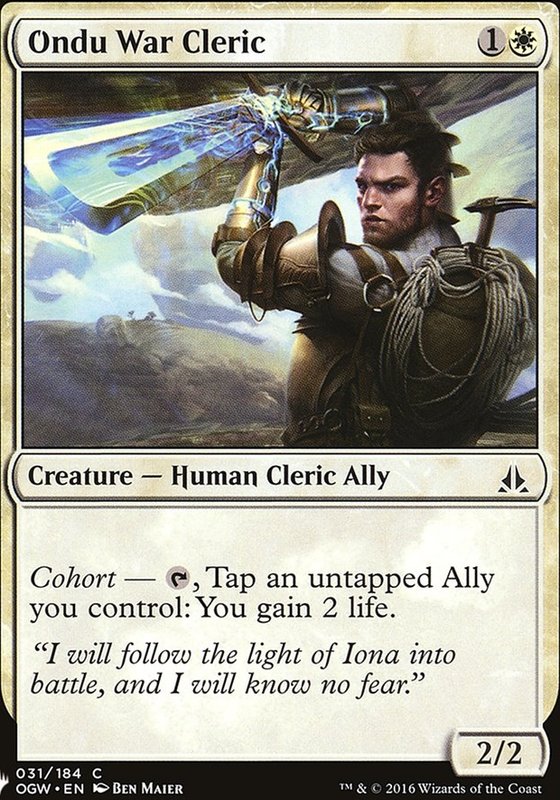 Ondu War Cleric 1
Creature — Human Cleric Ally
Cohort — , Tap an untapped Ally
you control: You gain 2 life.
“I will follow the light of Iona into
battle, and I will know no fear.”
2/2
031/184 C
OGW • EN Ben Maier
™ & © 2016 Wizards of the Coast